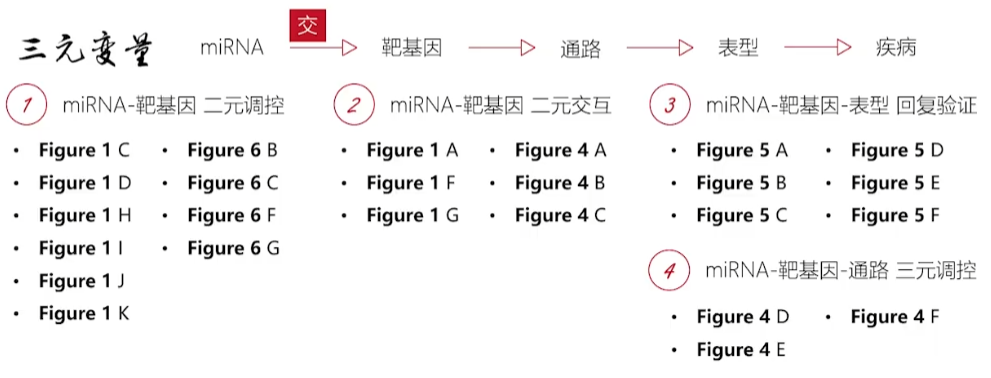 三元变量 miRNA 交 靶基因 通路 表型 疾病
1 miRNA-靶基因 二元调控
• Figure 1 C • Figure 6 B
• Figure 1 D • Figure 6 C
• Figure 1 H • Figure 6 F
• Figure 1 I • Figure 6 G
• Figure 1 J
• Figure 1 K
2 miRNA-靶基因 二元交互
• Figure 1 A • Figure 4 A
• Figure 1 F • Figure 4 B
• Figure 1 G • Figure 4 C
3 miRNA-靶基因-表型 回复验证
• Figure 5 A • Figure 5 D
• Figure 5 B • Figure 5 E
• Figure 5 C • Figure 5 F
4 miRNA-靶基因-通路 三元调控
• Figure 4 D • Figure 4 F
• Figure 4 E